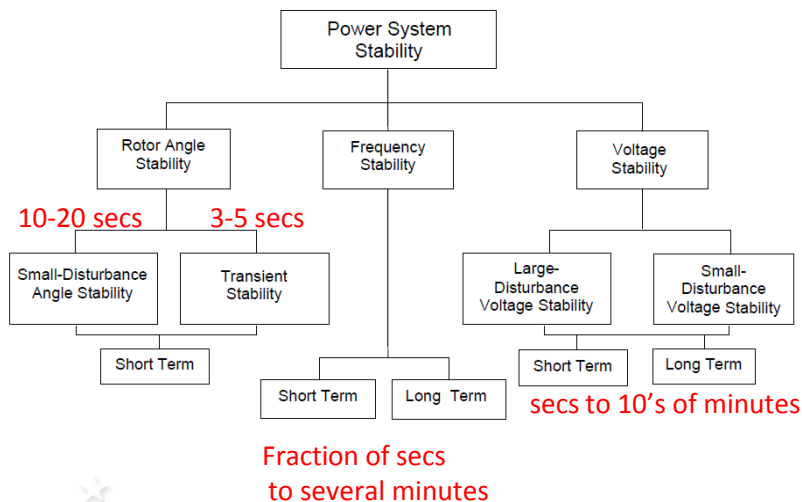 Power System
Stability
Rotor Angle
Stability
Frequency
Stability
Voltage
Stability
10-20 secs
3-5 secs
Small-Disturbance
Angle Stability
Transient
Stability
Large-
Disturbance
Voltage Stability
Small-
Disturbance
Voltage Stability
Short Term
Short Term
Long Term
Short Term
Long Term
secs to 10's of minutes
Fraction of secs
to several minutes